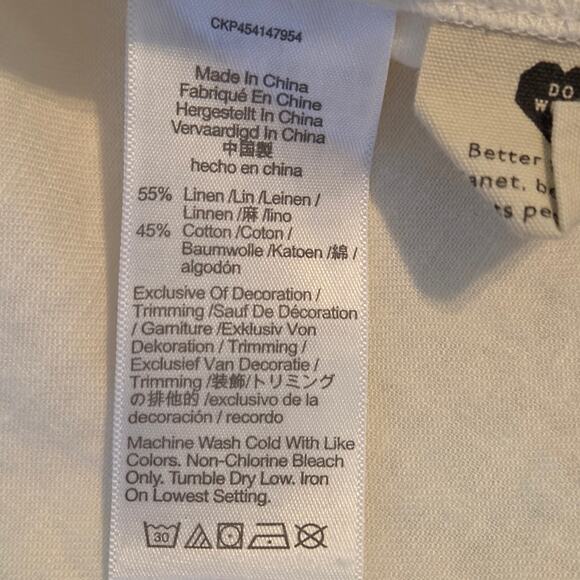 CKP454147954
Made In China
Fabriqué En Chine
Hergestellt In China
Vervaardigd In China
中国製
hecho en china
55% Linen /Lin /Leinen /
Linnen /麻 /lino
45% Cotton /Coton /
Baumwolle /Katoen /綿 /
algodón
Exclusive Of Decoration /
Trimming /Sauf De Décoration
/ Garniture /Exklusiv Von
Dekoration / Trimming /
Exclusief Van Decoratie /
Trimming /装飾/トリミング
の排他的 /exclusivo de la
decoración / recordo
Machine Wash Cold With Like
Colors. Non-Chlorine Bleach
Only. Tumble Dry Low. Iron
On Lowest Setting.
30
DO
Better